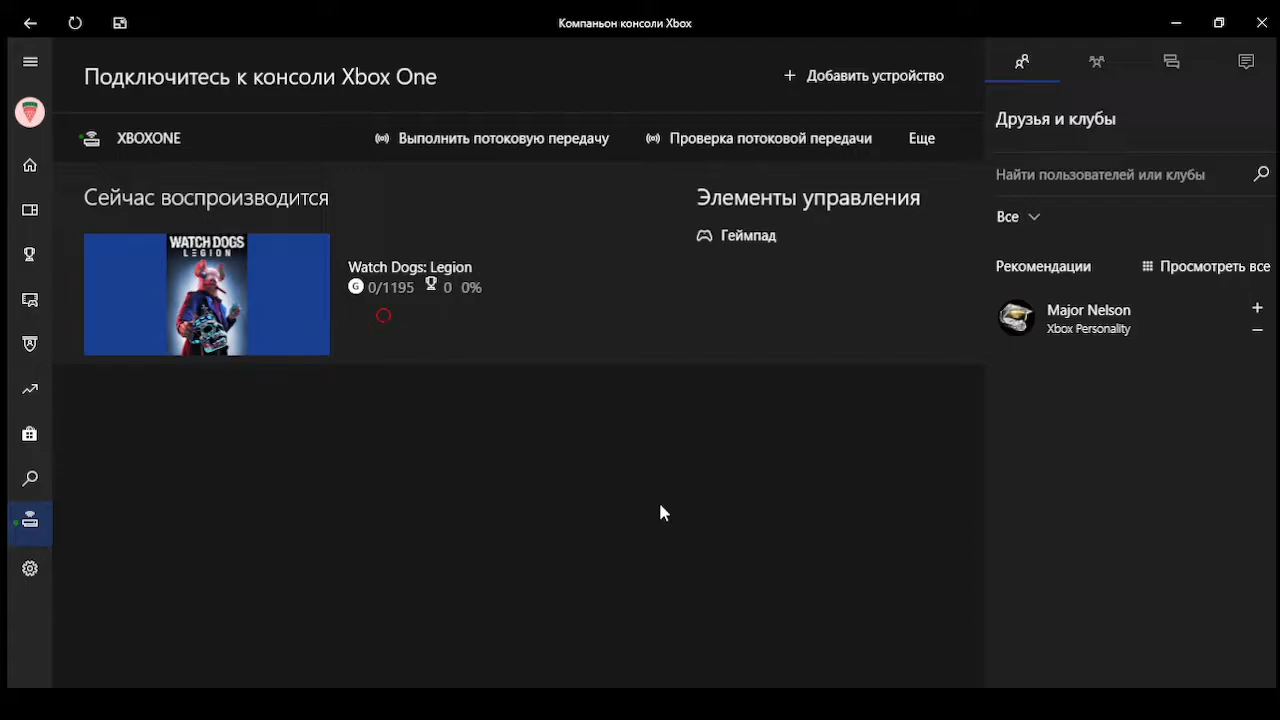 Компаньон консоли Xbox
Подключитесь к консоли Xbox One
Добавить устройство
XBOXONE
Выполнить потоковую передачу
Проверка потоковой передачи
Еще
Сейчас воспроизводится
Элементы управления
Геймпад
WATCH DOGS
LEGION
Watch Dogs: Legion
G 0/1195 0 0%
Друзья и клубы
Найти пользователей или клубы
Все
Рекомендации
Просмотреть все
Major Nelson
Xbox Personality